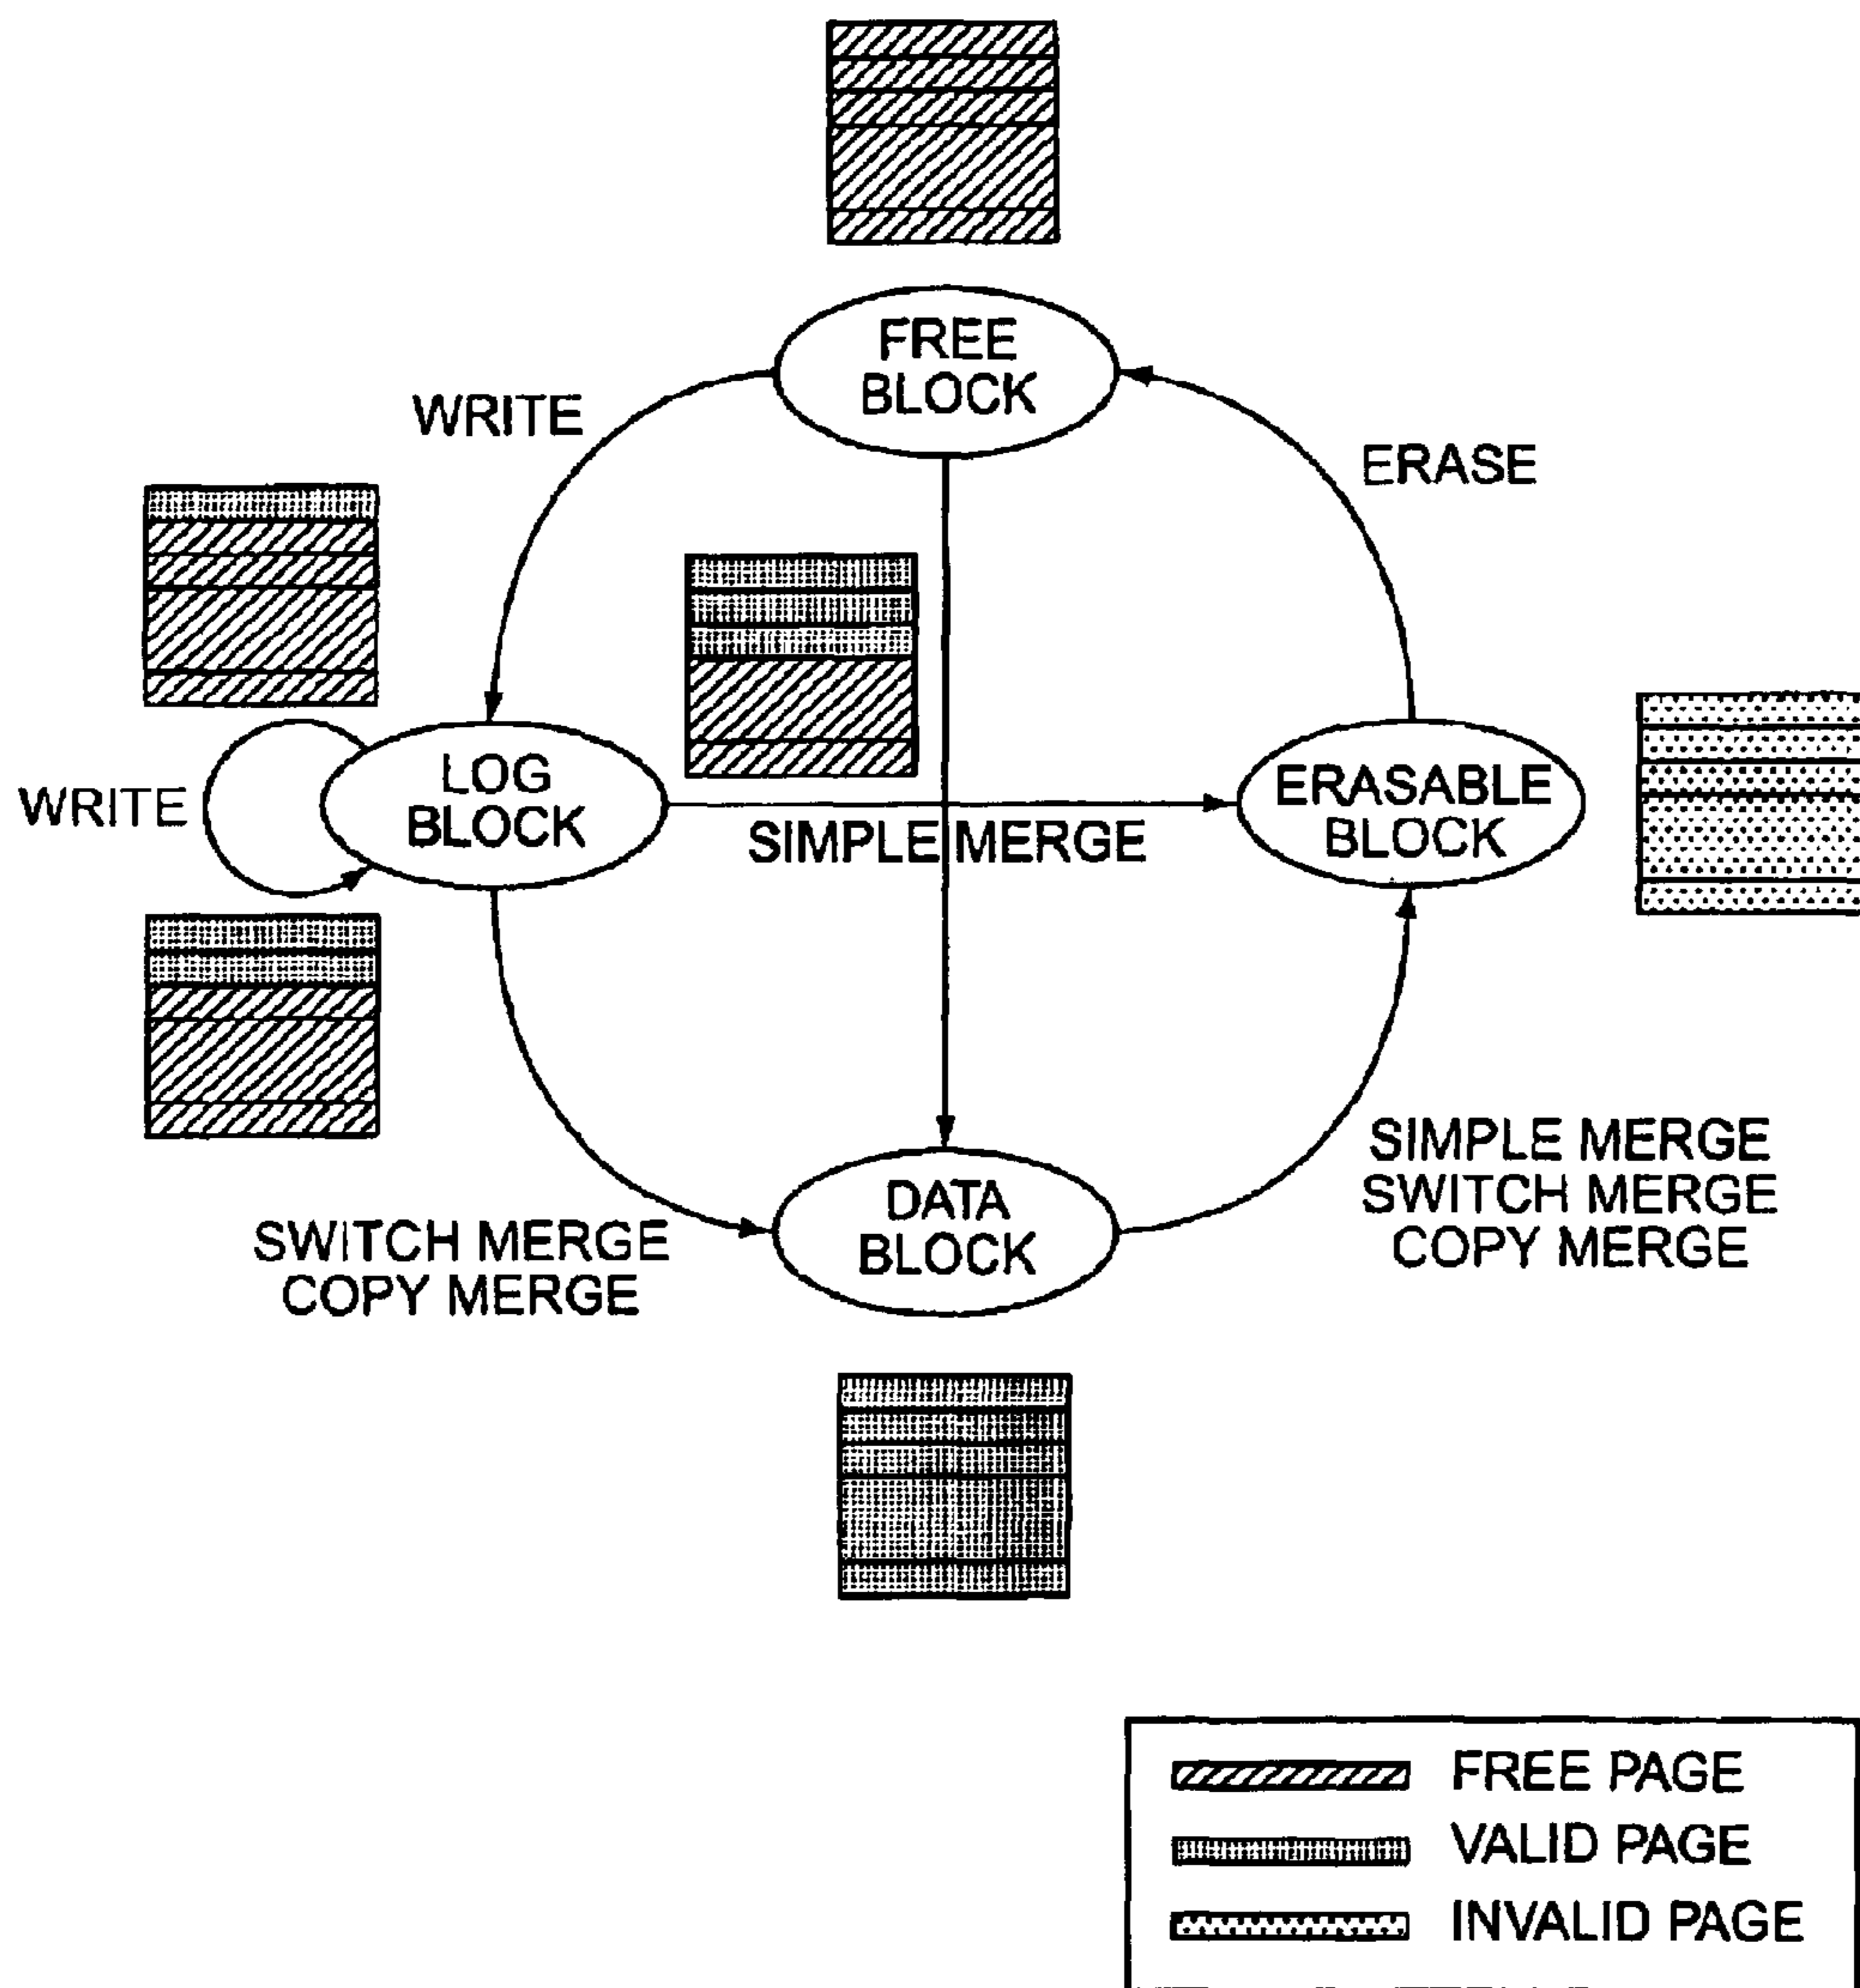 FREE
BLOCK
WRITE
ERASE
LOG
BLOCK
WRITE
SIMPLE MERGE
ERASABLE
BLOCK
DATA
BLOCK
SWITCH MERGE
COPY MERGE
SIMPLE MERGE
SWITCH MERGE
COPY MERGE
FREE PAGE
VALID PAGE
INVALID PAGE